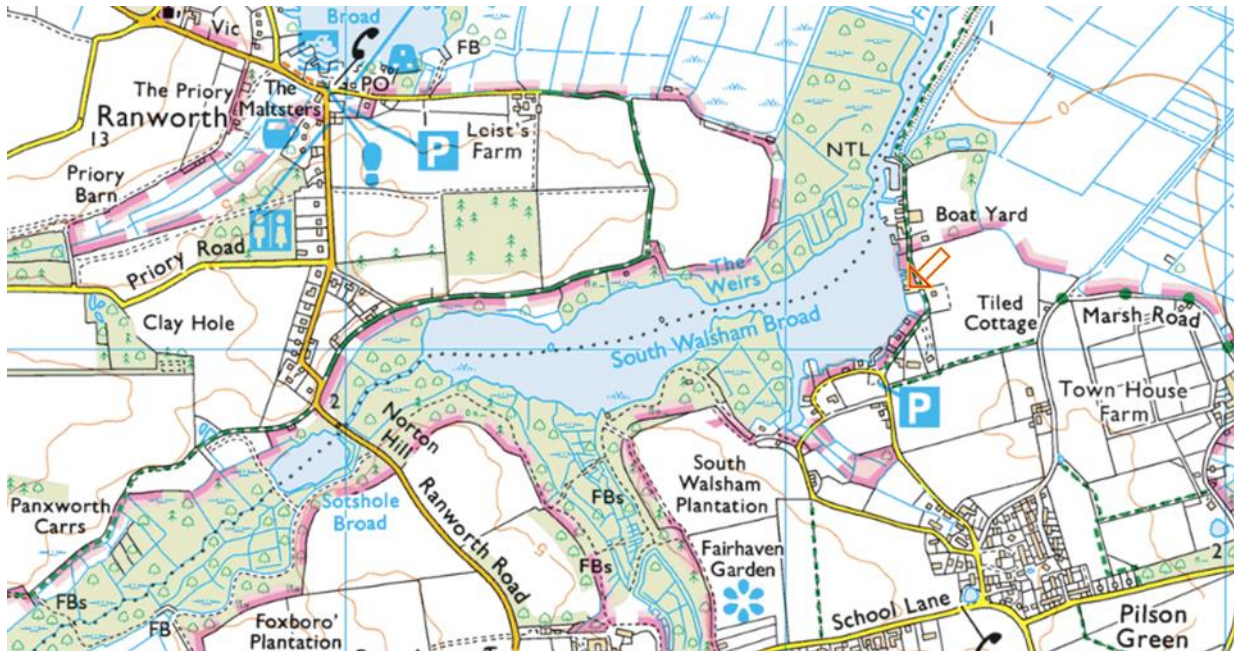 Vic
Broad
FB
1
The Priory
The
Maltsters
PO
Ranworth
13
P
Leist's
Farm
NTL
Priory
Barn
5
Boat Yard
Priory Road
The
Weirs
Clay Hole
South Walsham Broad
Tiled
Cottage
Marsh Road
2
Norton
Hill
P
Town House
Farm
Panxworth
Carrs
Sotshole
Broad
Ranworth Road
5
FBs
South
Walsham
Plantation
FBs
Fairhaven
Garden
2
FBs
FB
Foxboro'
Plantation
School Lane
Pilson
Green